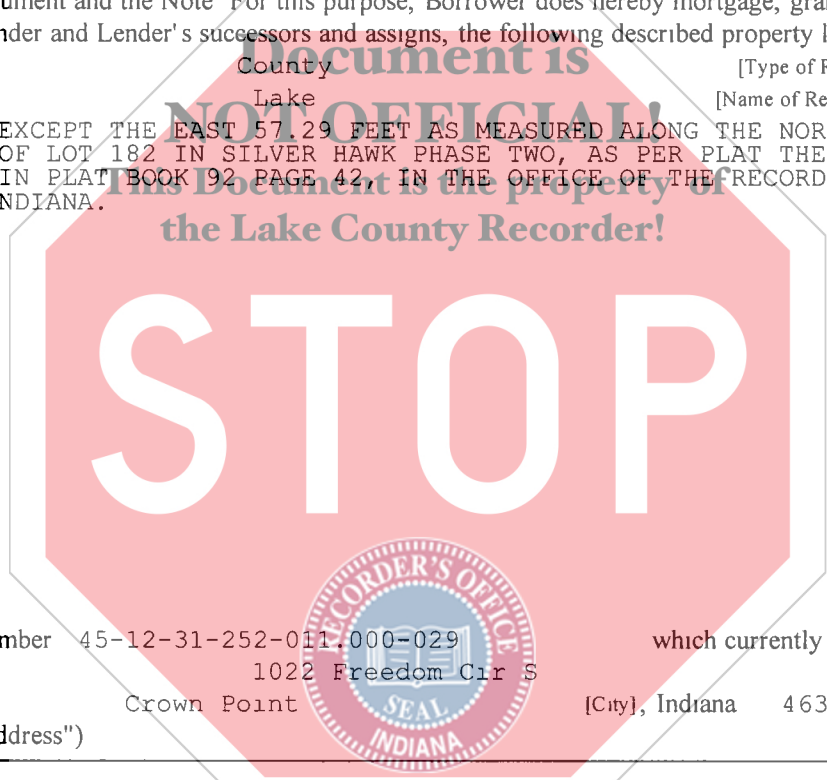 ument and the Note For this purpose, Borrower does hereby mortgage, gra
nder and Lender's successors and assigns, the following described property l
Document is
County [Type of R
NOT OFFICIAL!
Lake [Name of Re
EXCEPT THE EAST 57.29 FEET AS MEASURED ALONG THE NOR
OF LOT 182 IN SILVER HAWK PHASE TWO, AS PER PLAT THE
IN PLAT BOOK 92 PAGE 42, IN THE OFFICE OF THE RECORD
This Document is the property of
NDIANA.
the Lake County Recorder!
STOP
RECORDER'S OFFICE
mber 45-12-31-252-011.000-029 which currently
1022 Freedom Cir S
Crown Point [City], Indiana 463
SEAL
INDIANA
ddress")